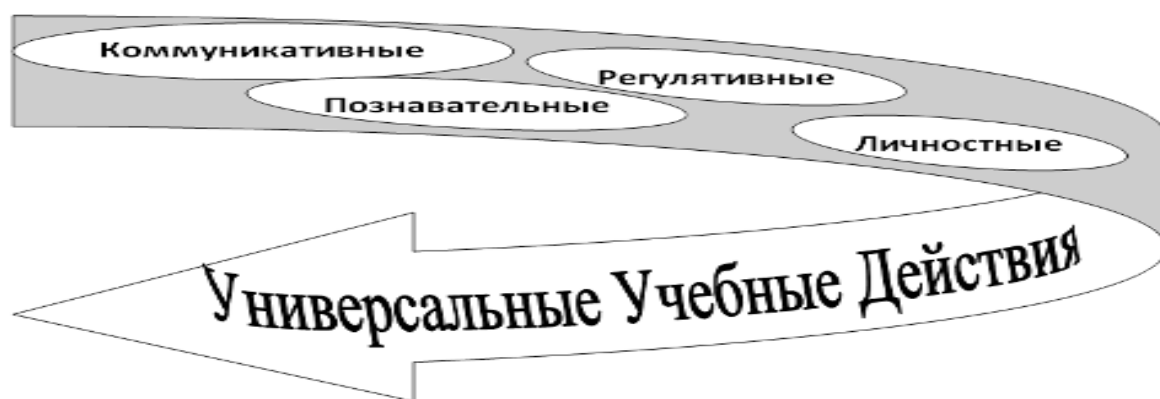 Коммуникативные
Регулятивные
Познавательные
Личностные
Универсальные Учебные Действия